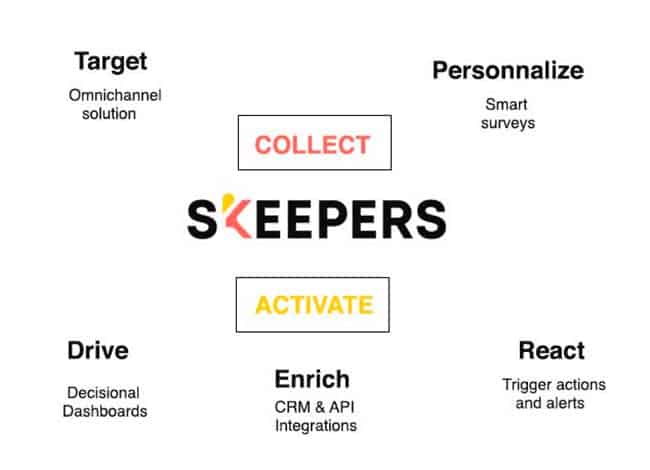 Target
Omnichannel
solution
Personnalize
Smart
surveys
COLLECT
SKEEPERS
ACTIVATE
Drive
Decisional
Dashboards
Enrich
CRM & API
Integrations
React
Trigger actions
and alerts